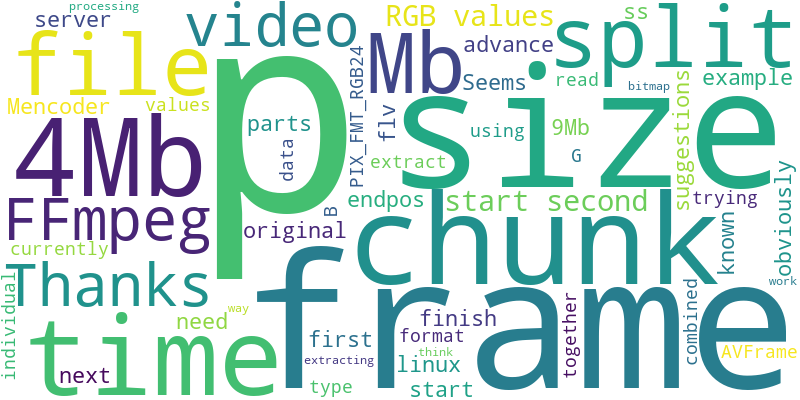 processing
server
video
RGB values
ss
split
file
p
Mb
advance
Seems
size
Mencoder
values
parts
data
PIX_FMT_RGB24
flv
read
example
bitmap
4Mb
using
9Mb
G
extract
suggestions
FFmpeg
B
endpos
start second
trying
currently
original
chunk
known
obviously
Thanks
frame
individual
time
need
way
first
finish
format
together
combined
work
next
extracting
type
linux
think
start
AVFrame